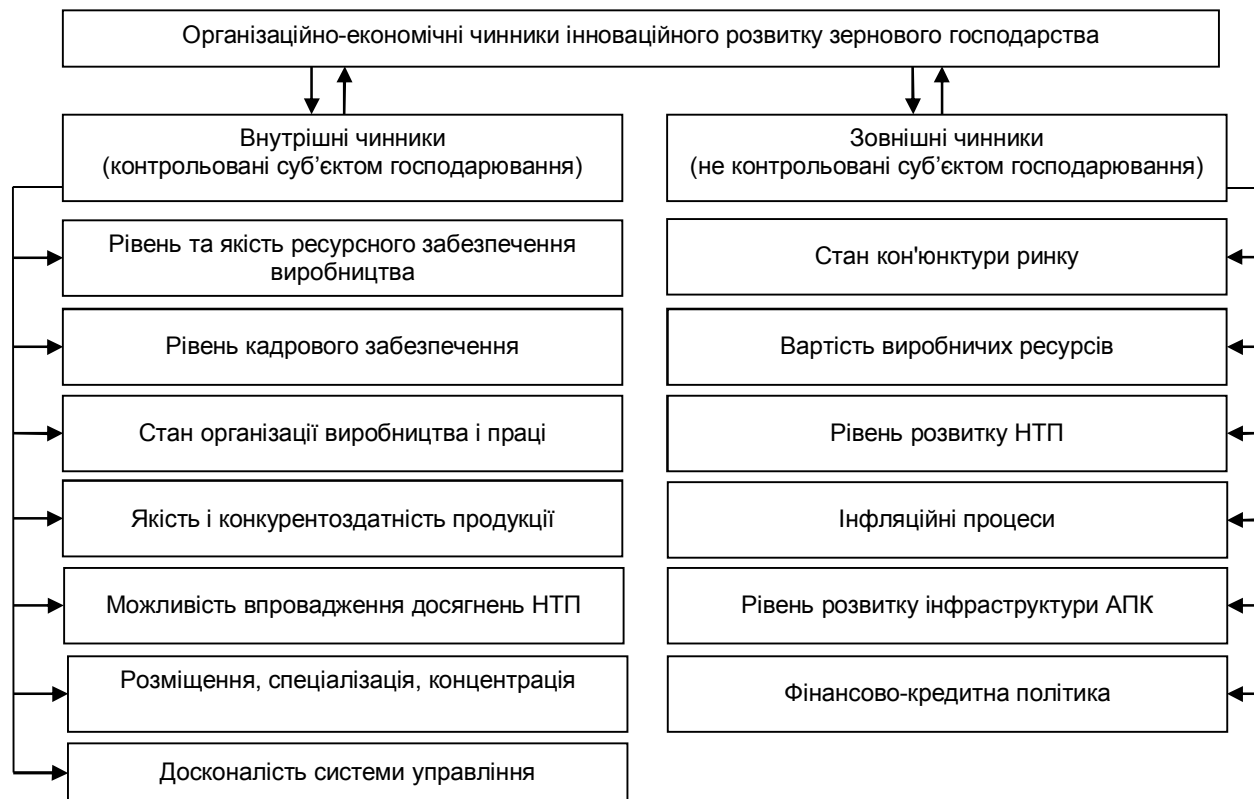 Організаційно-економічні чинники інноваційного розвитку зернового господарства
Внутрішні чинники
(контрольовані суб’єктом господарювання)
Рівень та якість ресурсного забезпечення
виробництва
Рівень кадрового забезпечення
Стан організації виробництва і праці
Якість і конкурентоздатність продукції
Можливість впровадження досягнень НТП
Розміщення, спеціалізація, концентрація
Досконалість системи управління
Зовнішні чинники
(не контрольовані суб’єктом господарювання)
Стан кон'юнктури ринку
Вартість виробничих ресурсів
Рівень розвитку НТП
Інфляційні процеси
Рівень розвитку інфраструктури АПК
Фінансово-кредитна політика